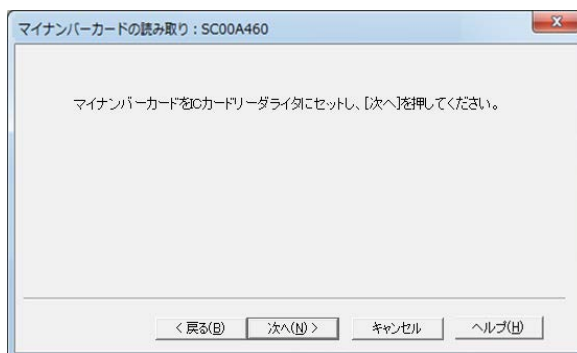 マイナンバーカードの読み取り：SC00A460
マイナンバーカードをICカードリーダライタにセットし、[次へ]を押してください。
< 戻る(B)
次へ(N) >
キャンセル
ヘルプ(H)